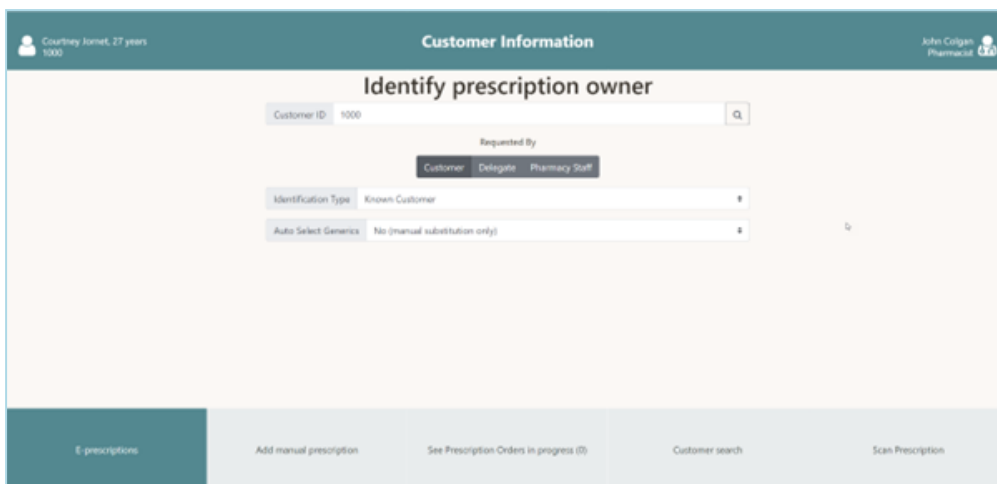 Courtney Jornet, 27 years
1000
Customer Information
John Colgan
Pharmacist
Identify prescription owner
Customer ID 1000
Requested By
Customer Delegate Pharmacy Staff
Identification Type Known Customer
Auto Select Generics No (manual substitution only)
E-prescriptions Add manual prescription See Prescription Orders in progress (0) Customer search Scan Prescription